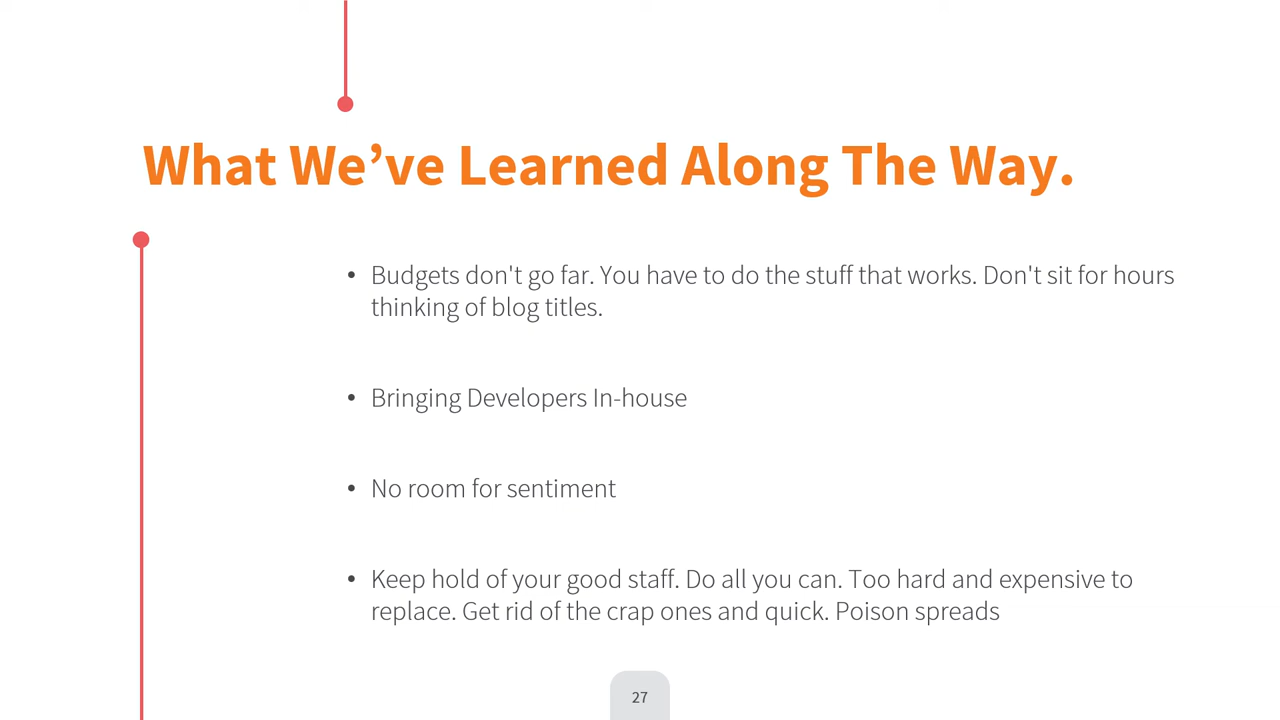 What We’ve Learned Along The Way.
• Budgets don't go far. You have to do the stuff that works. Don't sit for hours
thinking of blog titles.
• Bringing Developers In-house
• No room for sentiment
• Keep hold of your good staff. Do all you can. Too hard and expensive to
replace. Get rid of the crap ones and quick. Poison spreads
27